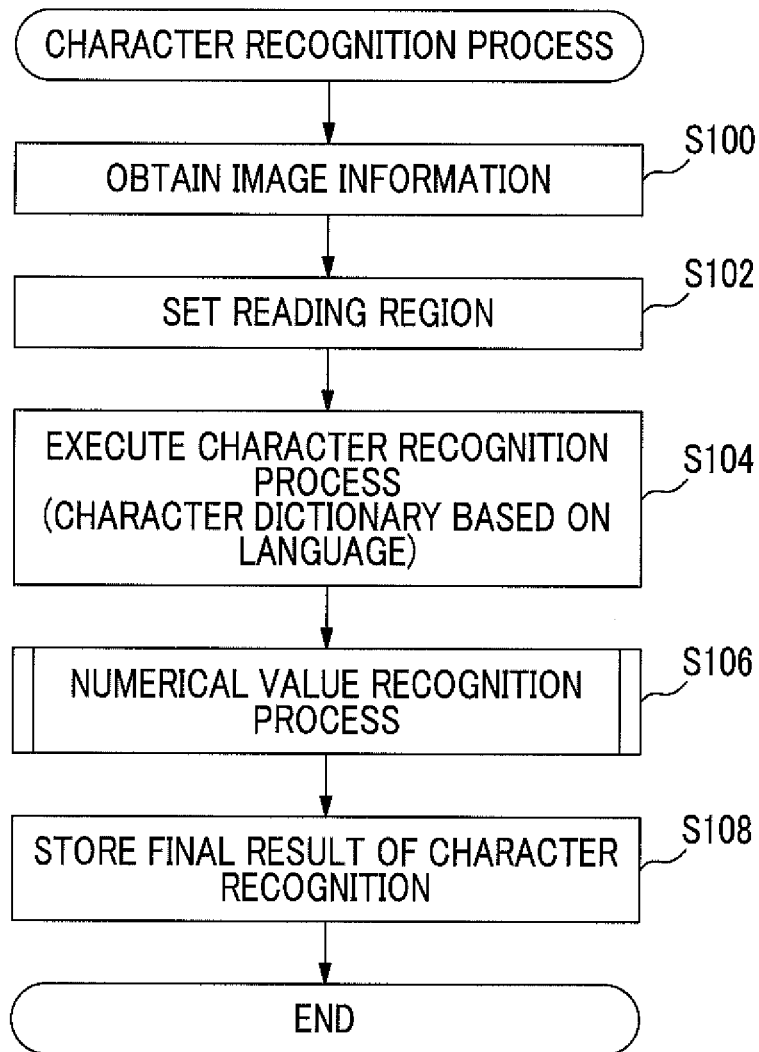 CHARACTER RECOGNITION PROCESS
S100
OBTAIN IMAGE INFORMATION
S102
SET READING REGION
S104
EXECUTE CHARACTER RECOGNITION
PROCESS
(CHARACTER DICTIONARY BASED ON
LANGUAGE)
S106
NUMERICAL VALUE RECOGNITION
PROCESS
S108
STORE FINAL RESULT OF CHARACTER
RECOGNITION
END